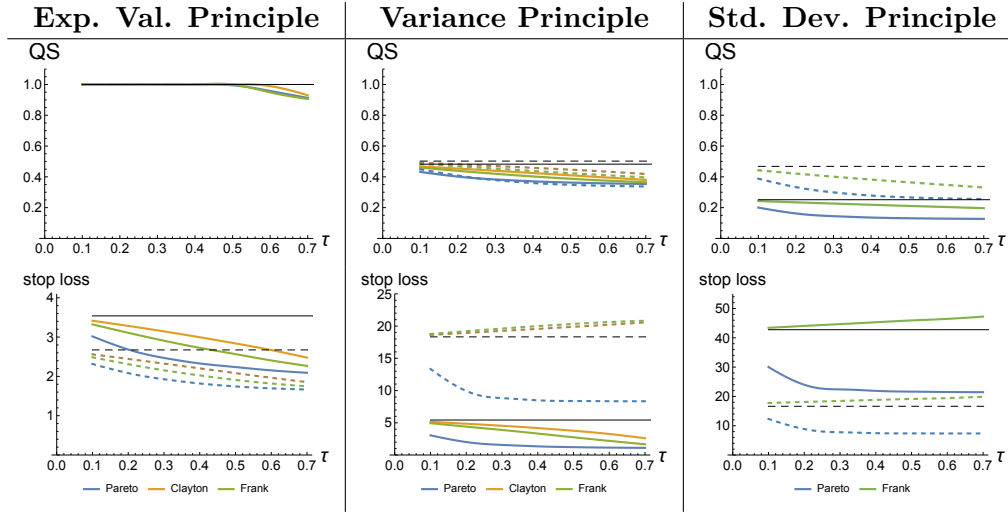 Exp. Val. Principle
Variance Principle
Std. Dev. Principle
QS
1.0
0.8
0.6
0.4
0.2
0.0 0.1 0.2 0.3 0.4 0.5 0.6 0.7 τ
QS
1.0
0.8
0.6
0.4
0.2
0.0 0.1 0.2 0.3 0.4 0.5 0.6 0.7 τ
QS
1.0
0.8
0.6
0.4
0.2
0.0 0.1 0.2 0.3 0.4 0.5 0.6 0.7 τ
stop loss
4
3
2
1
0.0 0.1 0.2 0.3 0.4 0.5 0.6 0.7 τ
Pareto Clayton Frank
stop loss
25
20
15
10
5
0.0 0.1 0.2 0.3 0.4 0.5 0.6 0.7 τ
Pareto Clayton Frank
stop loss
50
40
30
20
10
0.0 0.1 0.2 0.3 0.4 0.5 0.6 0.7 τ
Pareto Frank